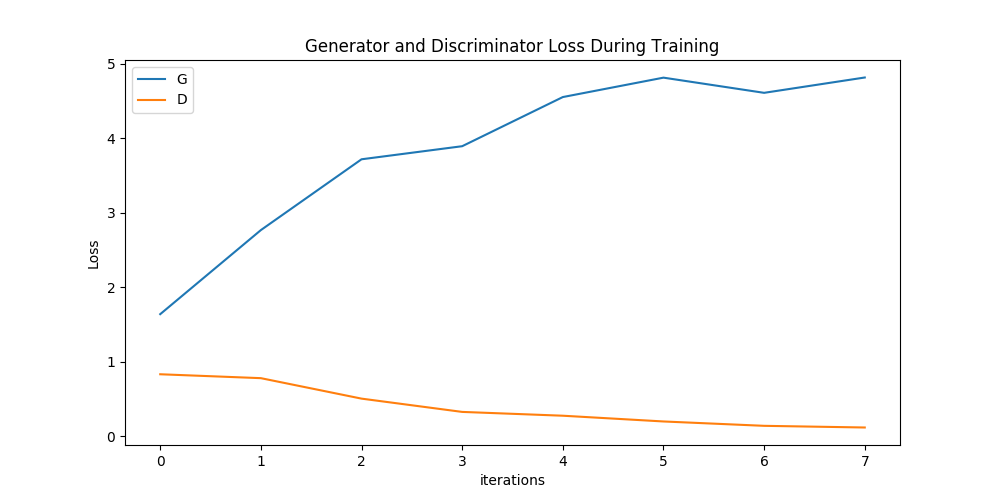 Generator and Discriminator Loss During Training
G
D
5
4
3
2
1
0
Loss
0 1 2 3 4 5 6 7
iterations